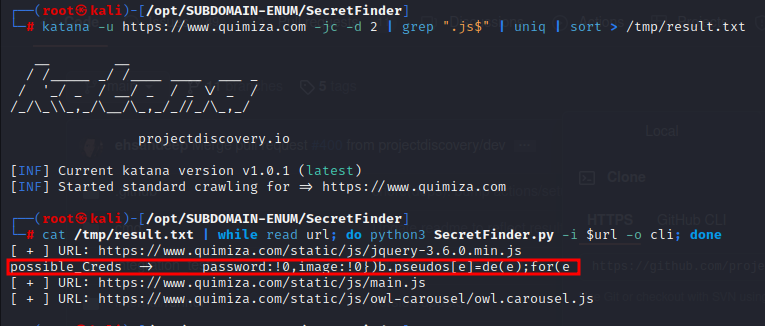 ┌──(root㉿kali)-[/opt/SUBDOMAIN-ENUM/SecretFinder]
└─# katana -u https://www.quimiza.com -jc -d 2 | grep ".js$" | uniq | sort > /tmp/result.txt
projectdiscovery.io
[INF] Current katana version v1.0.1 (latest)
[INF] Started standard crawling for => https://www.quimiza.com
Local
Clone
┌──(root㉿kali)-[/opt/SUBDOMAIN-ENUM/SecretFinder]
HTTPS GitHub CLI
└─# cat /tmp/result.txt | while read url; do python3 SecretFinder.py -i $url -o cli; done
[ + ] URL: https://www.quimiza.com/static/js/jquery-3.6.0.min.js
possible_Creds -> password:!0,image:!0})b.pseudos[e]=de(e);for(e
[ + ] URL: https://www.quimiza.com/static/js/main.js
[ + ] URL: https://www.quimiza.com/static/js/owl-carousel/owl.carousel.js